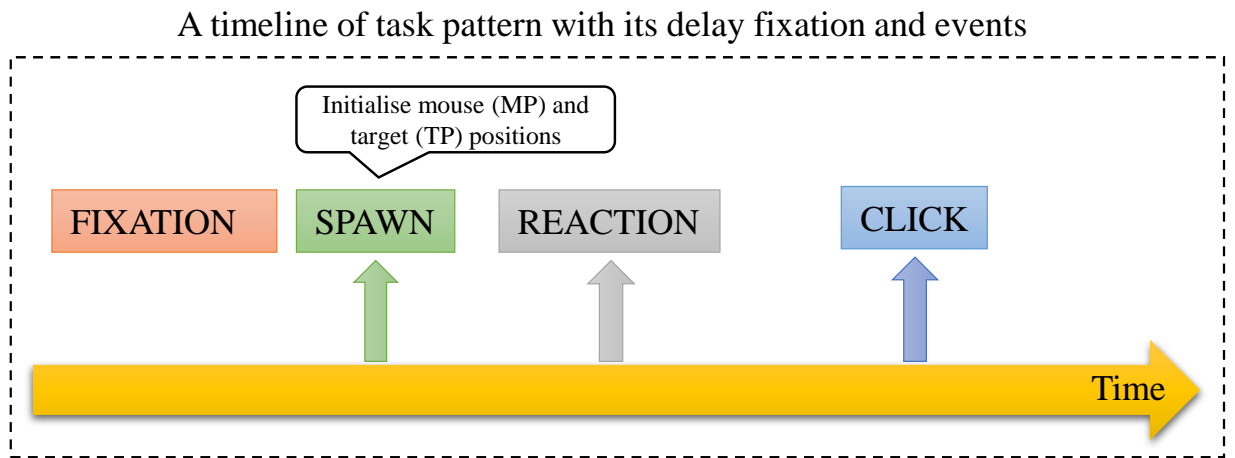 A timeline of task pattern with its delay fixation and events
Initialise mouse (MP) and
target (TP) positions
FIXATION
SPAWN
REACTION
CLICK
Time